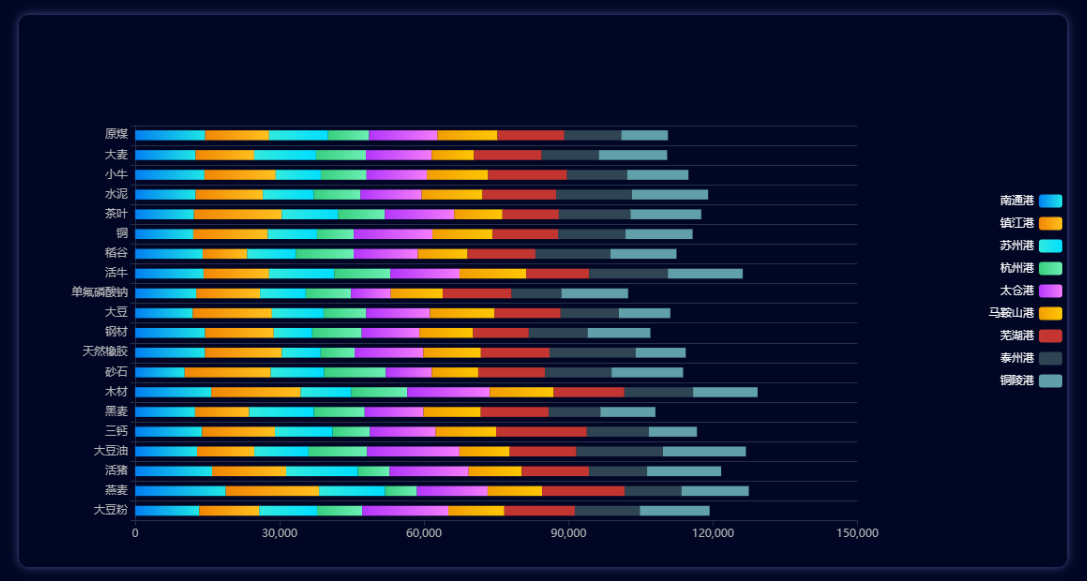 原煤
大麦
小牛
水泥
茶叶
铜
稻谷
活牛
单氟磷酸钠
大豆
钢材
天然橡胶
砂石
木材
黑麦
三钙
大豆油
活猪
燕麦
大豆粉
0 30,000 60,000 90,000 120,000 150,000
南通港
镇江港
苏州港
杭州港
太仓港
马鞍山港
芜湖港
泰州港
铜陵港